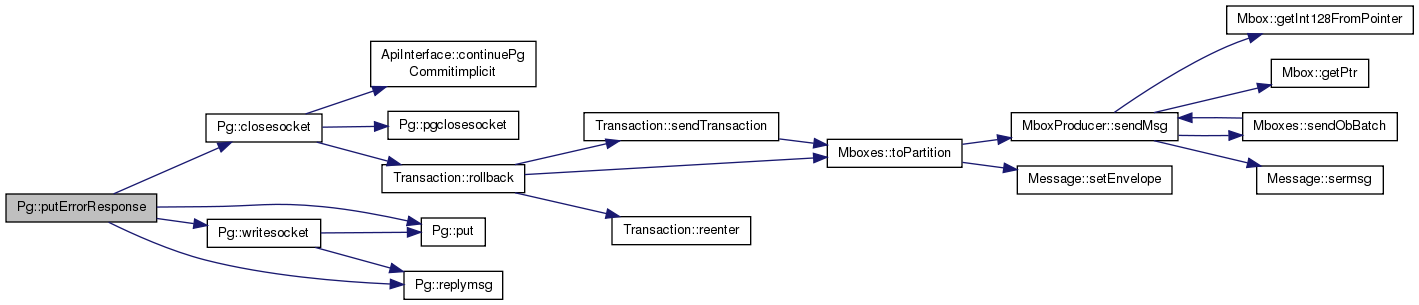 Pg::putErrorResponse
Pg::closesocket
Pg::writesocket
ApiInterface::continuePg
Commitimplicit
Pg::pgclosesocket
Transaction::rollback
Pg::put
Pg::replymsg
Transaction::sendTransaction
Transaction::reenter
Mboxes::toPartition
MboxProducer::sendMsg
Message::setEnvelope
Mbox::getInt128FromPointer
Mbox::getPtr
Mboxes::sendObBatch
Message::sermsg